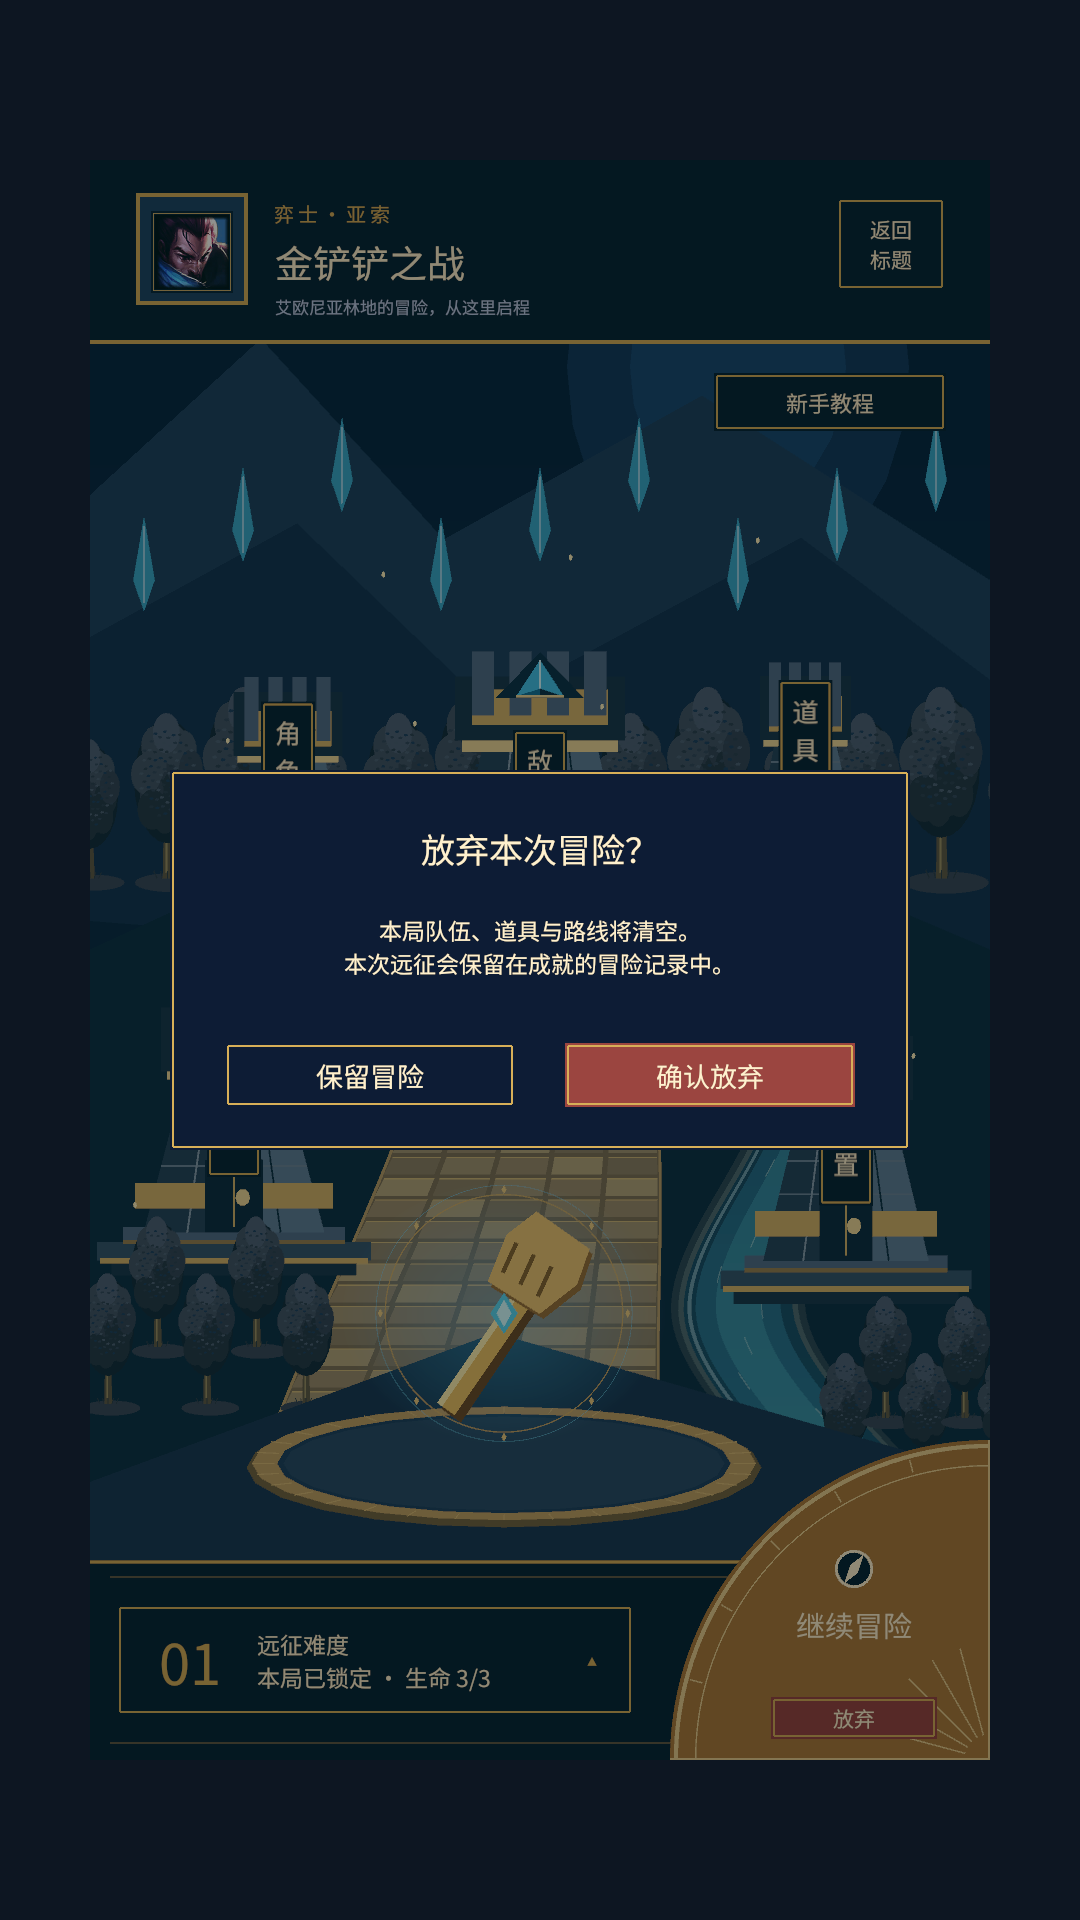 弈士·亚索
金铲铲之战
艾欧尼亚林地的冒险，从这里启程
返回
标题
新手教程
角
道
具
敌
放弃本次冒险？
本局队伍、道具与路线将清空。
本次远征会保留在成就的冒险记录中。
保留冒险
确认放弃
置
继续冒险
放弃
01
远征难度
本局已锁定 · 生命 3/3